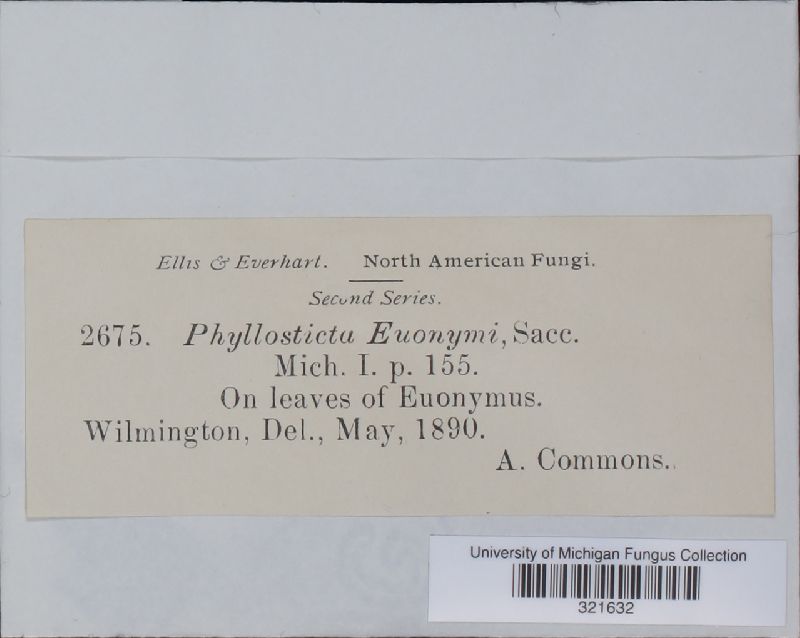 Ellis & Everhart. North American Fungi.
Second Series.
2675. Phyllosticta Euonymi, Sacc.
Mich. I. p. 155.
On leaves of Euonymus.
Wilmington, Del., May, 1890.
A. Commons.
University of Michigan Fungus Collection
321632